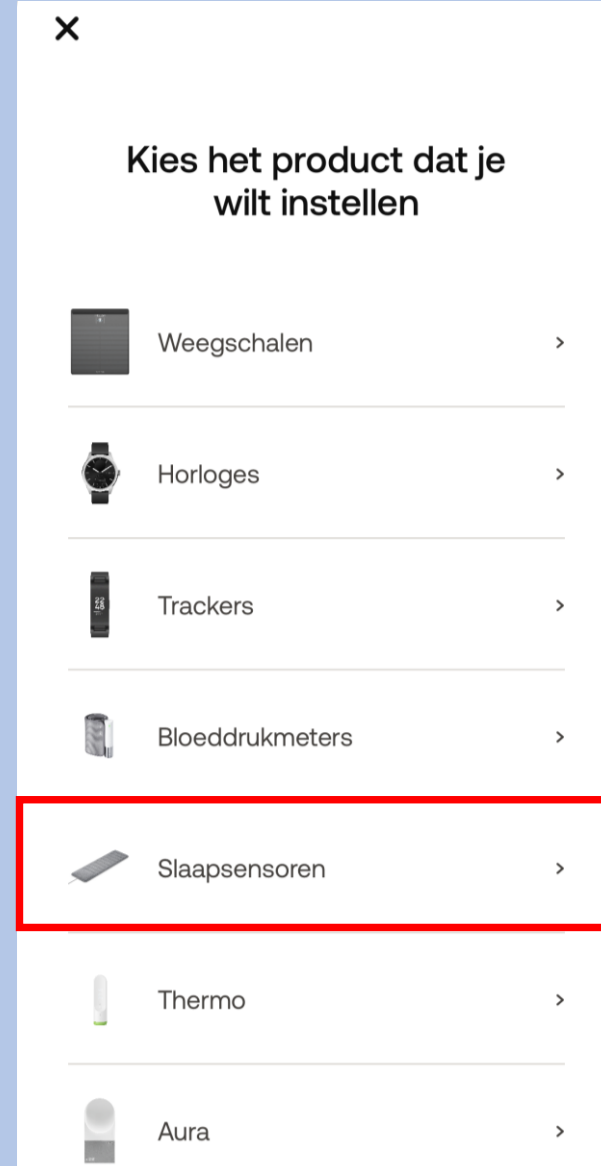 Kies het product dat je
wilt instellen
Weegschalen
Horloges
Trackers
Bloeddrukmeters
Slaapsensoren
Thermo
Aura